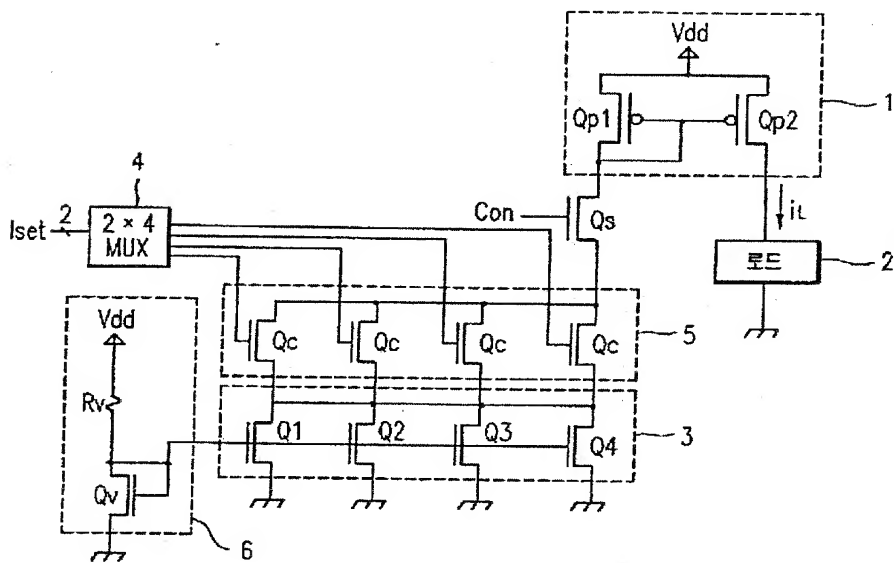 Vdd
Qp1
Qp2
1
4
Iset
2
2 × 4
MUX
Con
Qs
iL
로드
2
Vdd
Qc
Qc
Qc
Qc
5
Rv
Q1
Q2
Q3
Q4
3
Qv
6